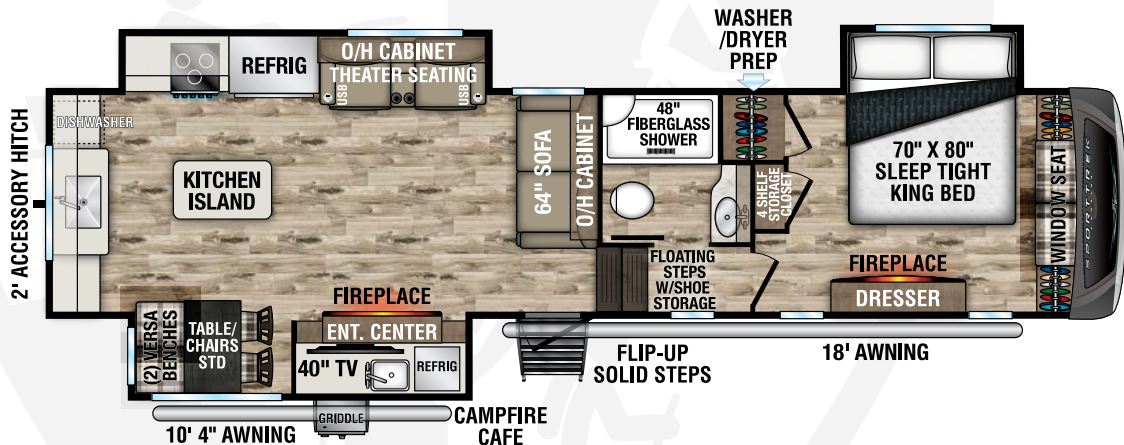 WASHER
/DRYER
PREP
O/H CABINET
THEATER SEATING
USB
USB
REFRIG
DISHWASHER
2' ACCESSORY HITCH
KITCHEN
ISLAND
64" SOFA
O/H CABINET
48"
FIBERGLASS
SHOWER
4 SHELF
STORAGE
CLOSET
70" X 80"
SLEEP TIGHT
KING BED
WINDOW SEAT
SPORTTREK
FLOATING
STEPS
W/SHOE
STORAGE
FIREPLACE
DRESSER
FIREPLACE
ENT. CENTER
(2) VERSA
BENCHES
TABLE/
CHAIRS
STD
40" TV
REFRIG
FLIP-UP
SOLID STEPS
18' AWNING
10' 4" AWNING
GRIDDLE
CAMPFIRE
CAFE